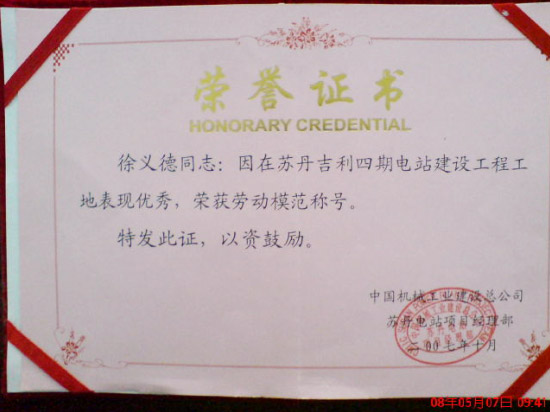 荣誉证书
HONORARY CREDENTIAL
徐义德同志：因在苏丹吉利四期电站建设工程工
地表现优秀，荣获劳动模范称号。
特发此证，以资鼓励。
中国机械工业建设总公司
苏丹电站项目经理部
二00七年十月
08年05月07日 09:41